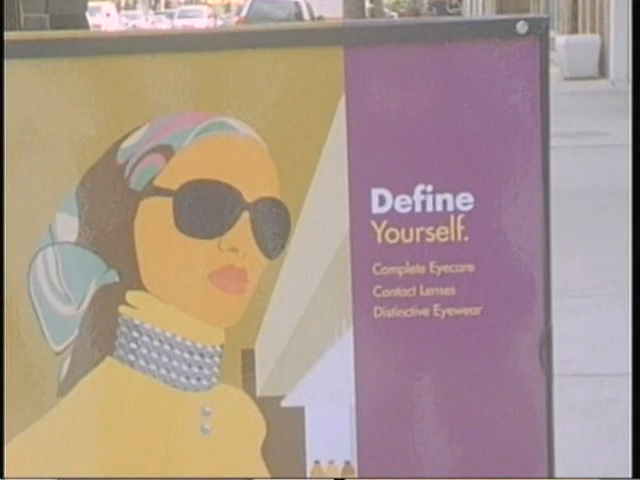 Define
Yourself.
Complete Eyecare
Contact Lenses
Distinctive Eyewear